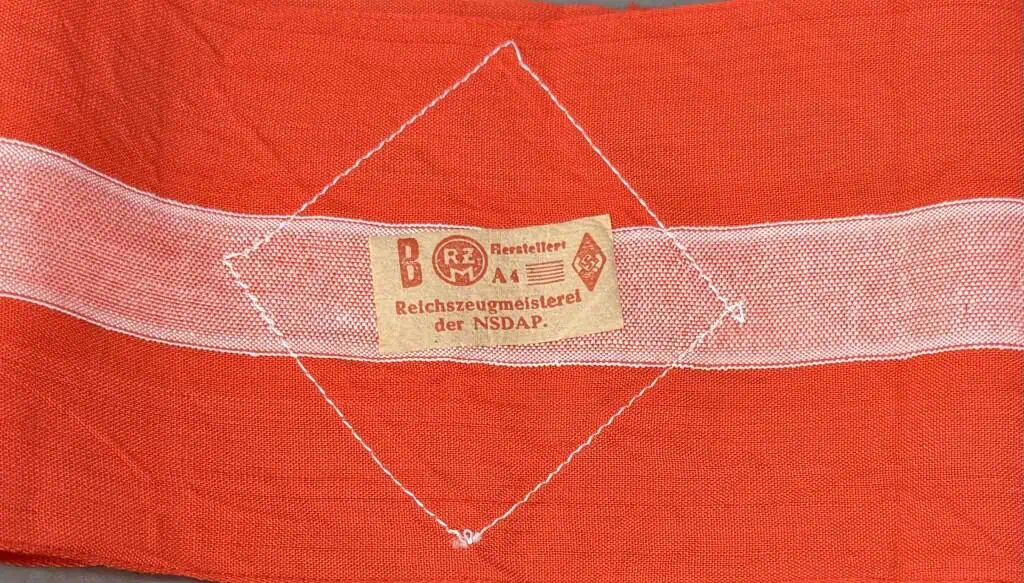 B RZM Hersteller:
A4
Reichszeugmeisterei
der NSDAP.